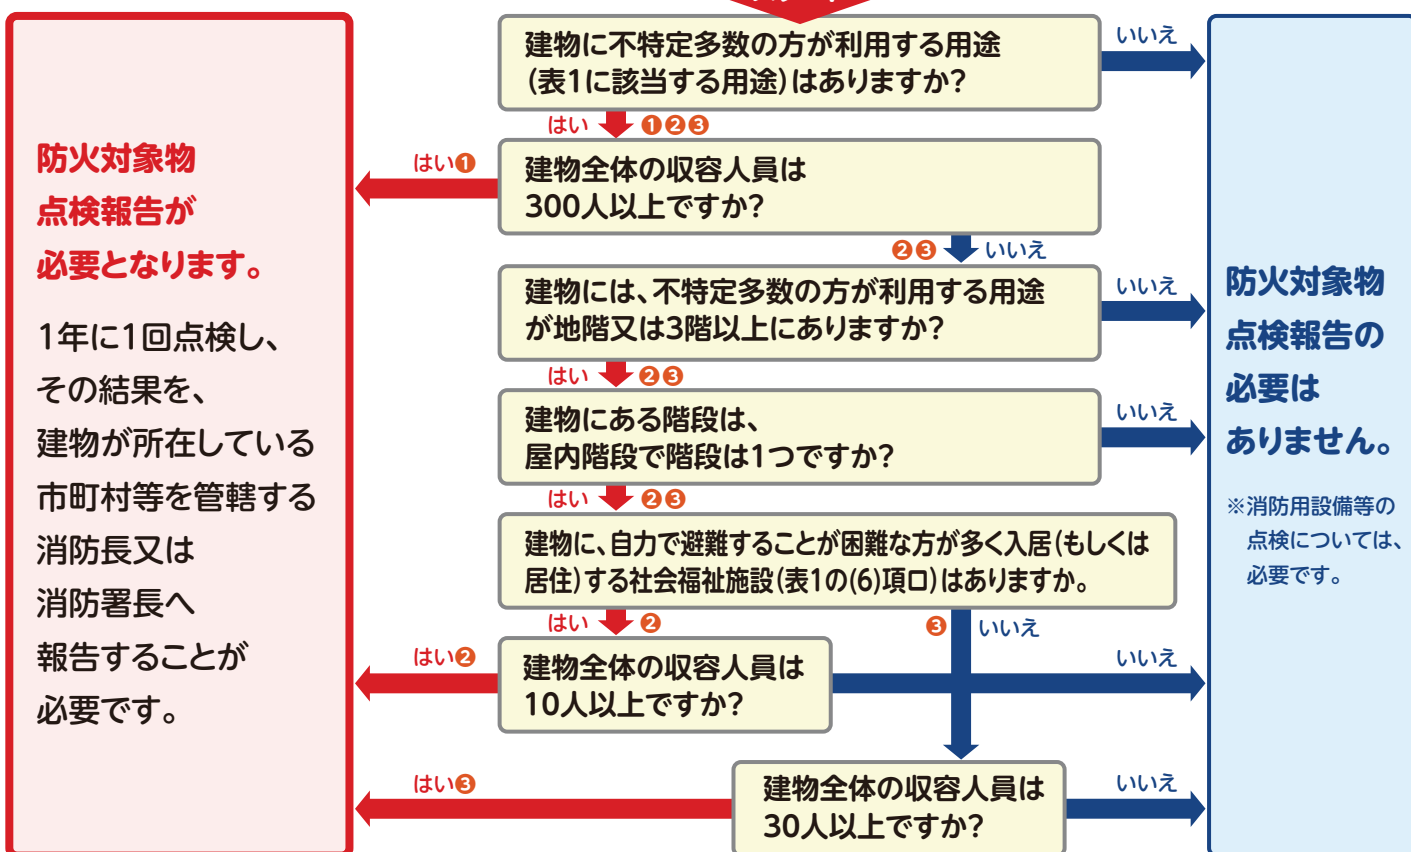 建物に不特定多数の方が利用する用途
(表1に該当する用途)はありますか?
いいえ
はい ❶❷❸
建物全体の収容人員は
300人以上ですか?
はい❶
❷❸ いいえ
建物には、不特定多数の方が利用する用途
が地階又は3階以上にありますか?
いいえ
はい ❷❸
建物にある階段は、
屋内階段で階段は1つですか?
いいえ
はい ❷❸
建物に、自力で避難することが困難な方が多く入居(もしくは
居住)する社会福祉施設(表1の(6)項ロ)はありますか。
はい ❷
❸ いいえ
建物全体の収容人員は
10人以上ですか?
はい❷
いいえ
建物全体の収容人員は
30人以上ですか?
はい❸
いいえ
防火対象物
点検報告が
必要となります。
1年に1回点検し、
その結果を、
建物が所在している
市町村等を管轄する
消防長又は
消防署長へ
報告することが
必要です。
防火対象物
点検報告の
必要は
ありません。
※消防用設備等の
点検については、
必要です。